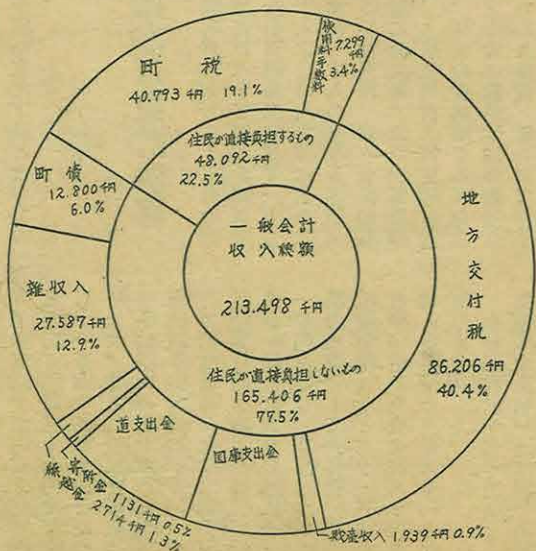 一般会計
収入総額
213.498 千円
住民が直接負担するもの
48.092千円
22.5%
住民が直接負担しないもの
165.406千円
77.5%
使用料手数料
7.299
千円
3.4%
地方交付税
86.206千円
40.4%
財産収入 1.939千円 0.9%
国庫支出金
道支出金
寄附金 1131千円 0.5%
繰越金 2714千円 1.3%
雑収入
27.587千円
12.9%
町債
12.800千円
6.0%
町税
40.793千円 19.1%